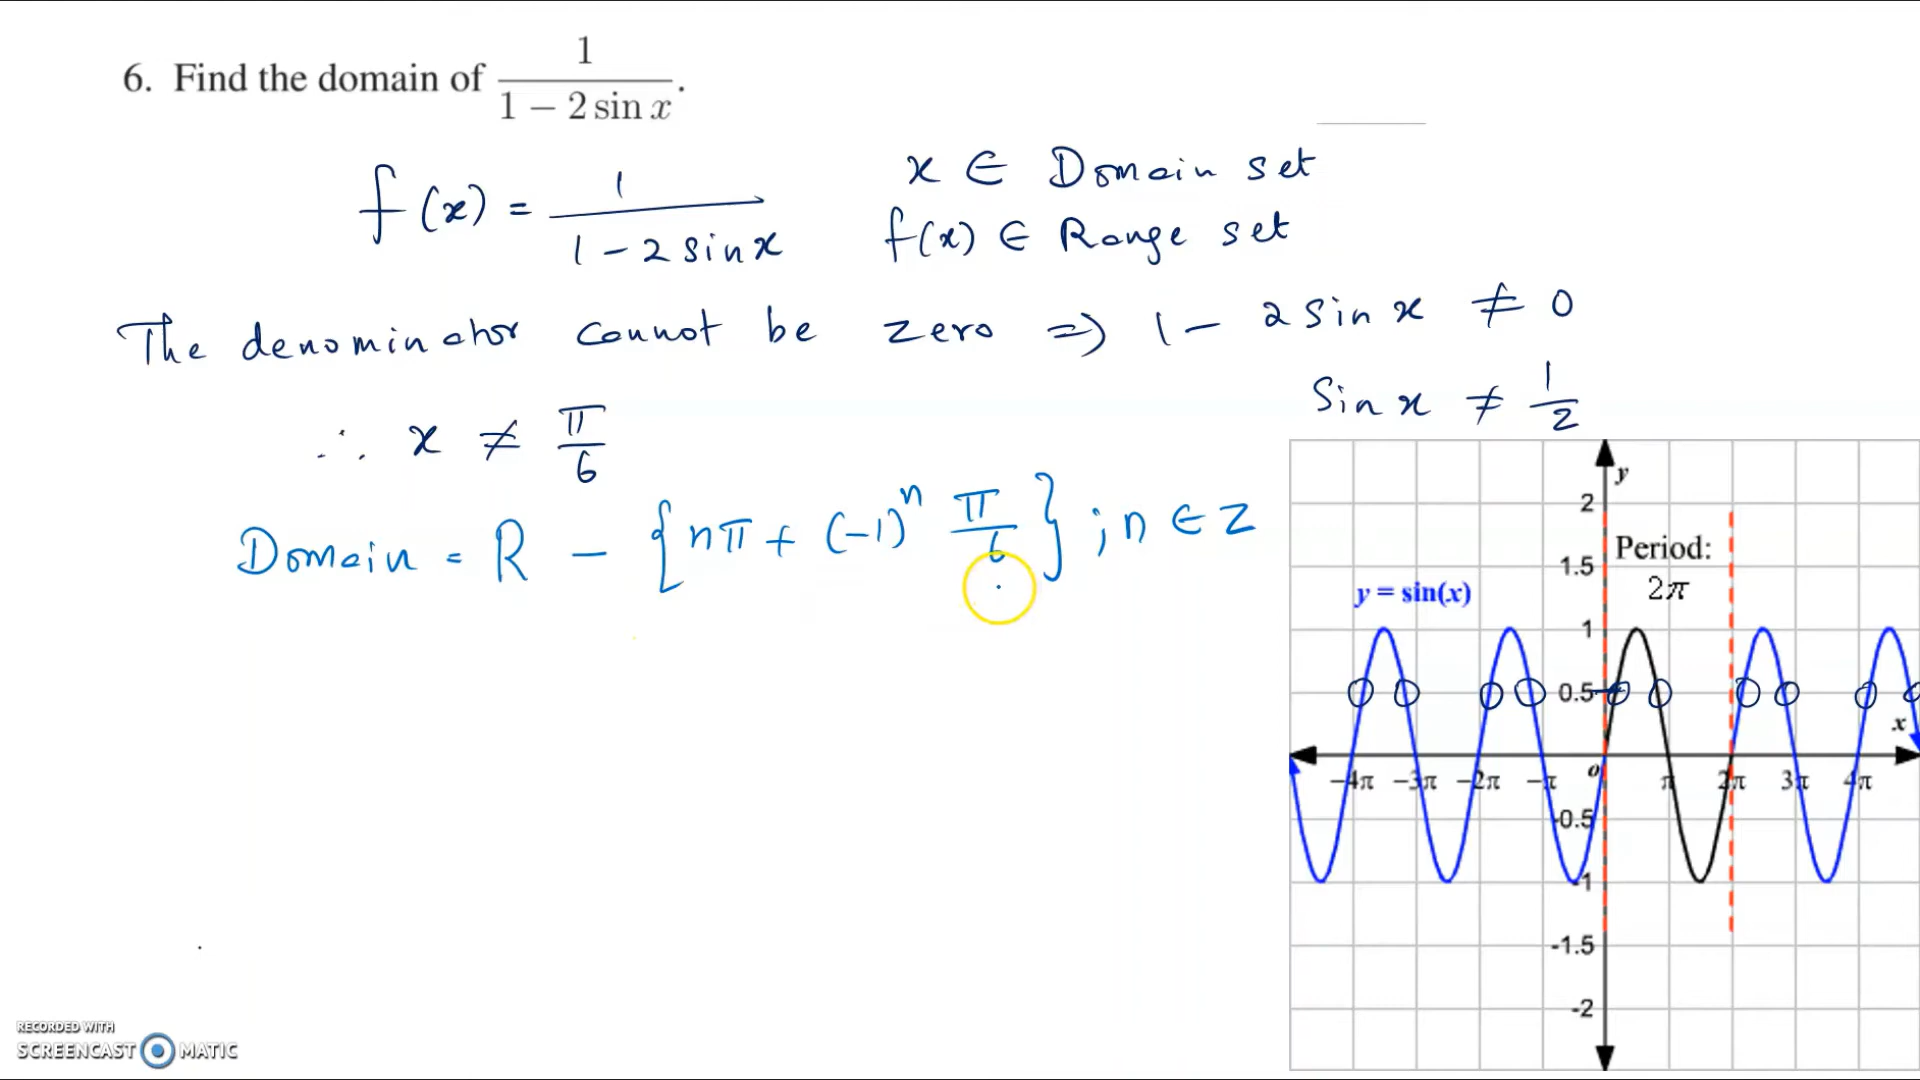 6. Find the domain of 1/(1 − 2 sin x).
f(x) = 1/(1 - 2 sin x)
x ∈ Domain set
f(x) ∈ Range set
The denominator cannot be zero ⇒ 1 - 2 sin x ≠ 0
Sin x ≠ 1/2
∴ x ≠ π/6
Domain = R - {nπ + (-1)^n π/6} ; n ∈ Z
y
2
Period:
1.5
2π
y = sin(x)
1
0.5
x
−4π −3π −2π −π o π 2π 3π 4π
-0.5
-1
-1.5
-2
RECORDED WITH
SCREENCAST MATIC